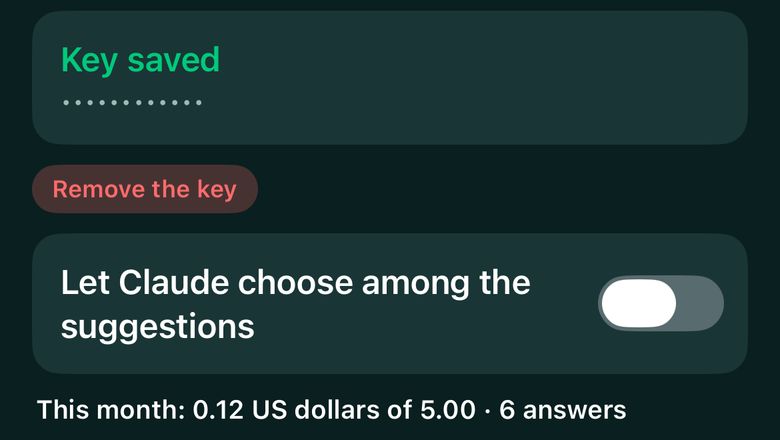 Key saved
••••••••••••
Remove the key
Let Claude choose among the
suggestions
This month: 0.12 US dollars of 5.00 · 6 answers